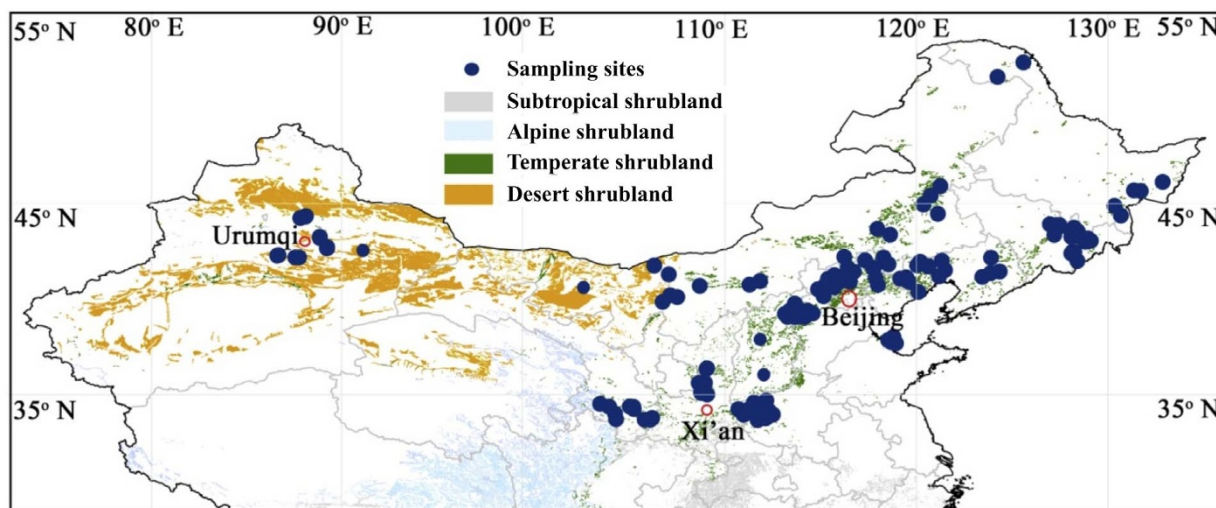 55° N 80° E 90° E 100° E 110° E 120° E 130° E 55° N
Sampling sites
Subtropical shrubland
Alpine shrubland
Temperate shrubland
Desert shrubland
45° N 45° N
Urumqi
Beijing
35° N 35° N
Xi’an